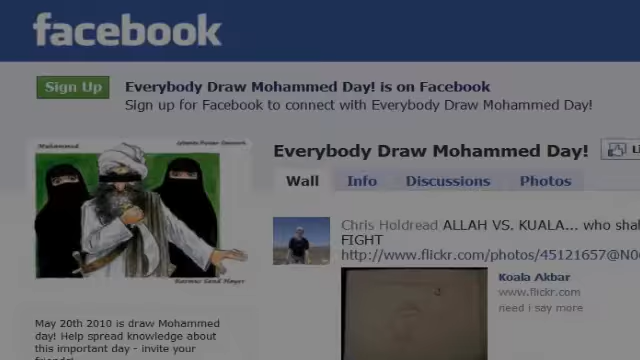 facebook
Sign Up
Everybody Draw Mohammed Day! is on Facebook
Sign up for Facebook to connect with Everybody Draw Mohammed Day!
Muhammed
Everybody Draw Mohammed Day!
Wall
Info
Discussions
Photos
Chris Holdread ALLAH VS. KUALA... who shal
FIGHT
http://www.flickr.com/photos/45121657@N0
Koala Akbar
www.flickr.com
need i say more
May 20th 2010 is draw Mohammed
day! Help spread knowledge about
this important day - invite your
friends!